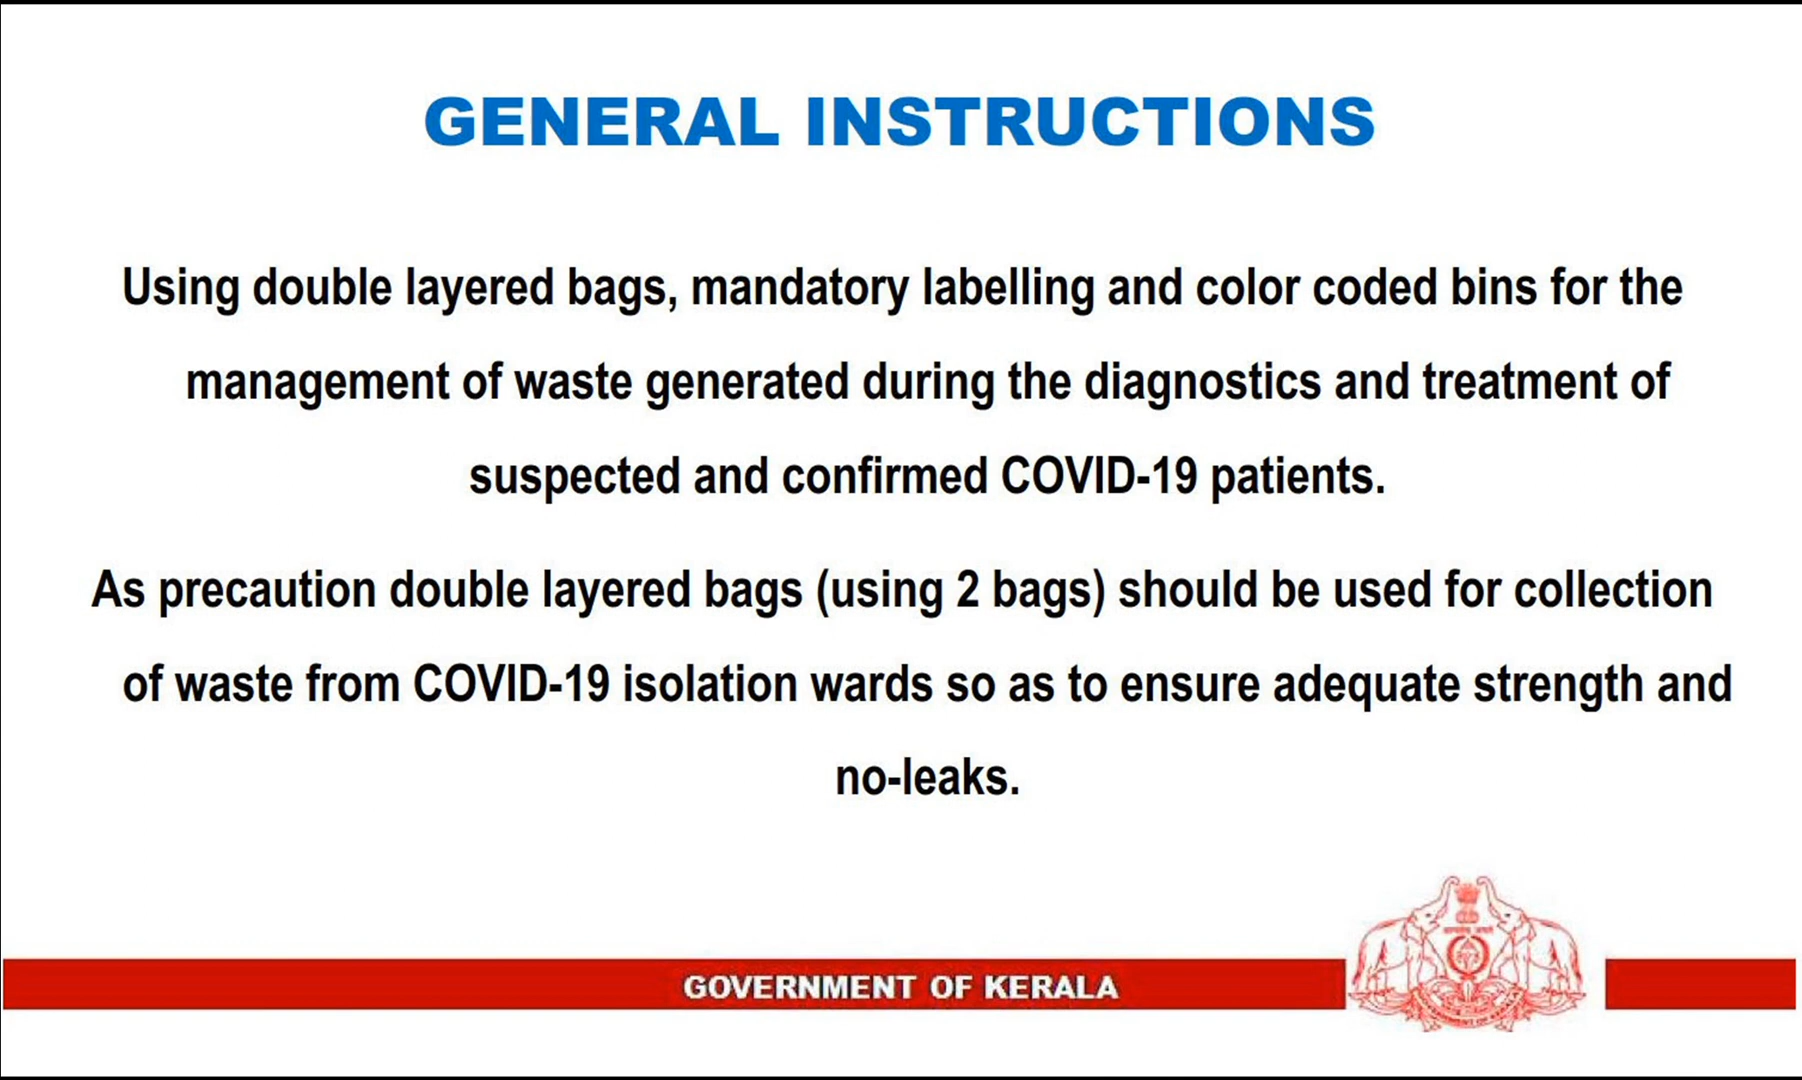 GENERAL INSTRUCTIONS
Using double layered bags, mandatory labelling and color coded bins for the
management of waste generated during the diagnostics and treatment of
suspected and confirmed COVID-19 patients.
As precaution double layered bags (using 2 bags) should be used for collection
of waste from COVID-19 isolation wards so as to ensure adequate strength and
no-leaks.
GOVERNMENT OF KERALA